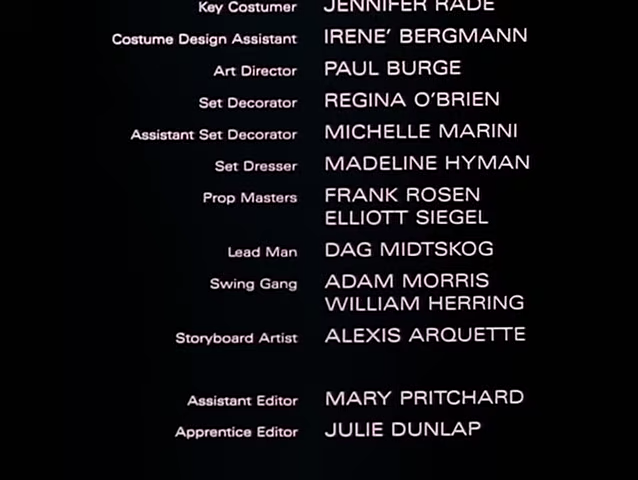 Key Costumer JENNIFER RADE
Costume Design Assistant IRENE' BERGMANN
Art Director PAUL BURGE
Set Decorator REGINA O'BRIEN
Assistant Set Decorator MICHELLE MARINI
Set Dresser MADELINE HYMAN
Prop Masters FRANK ROSEN
ELLIOTT SIEGEL
Lead Man DAG MIDTSKOG
Swing Gang ADAM MORRIS
WILLIAM HERRING
Storyboard Artist ALEXIS ARQUETTE
Assistant Editor MARY PRITCHARD
Apprentice Editor JULIE DUNLAP